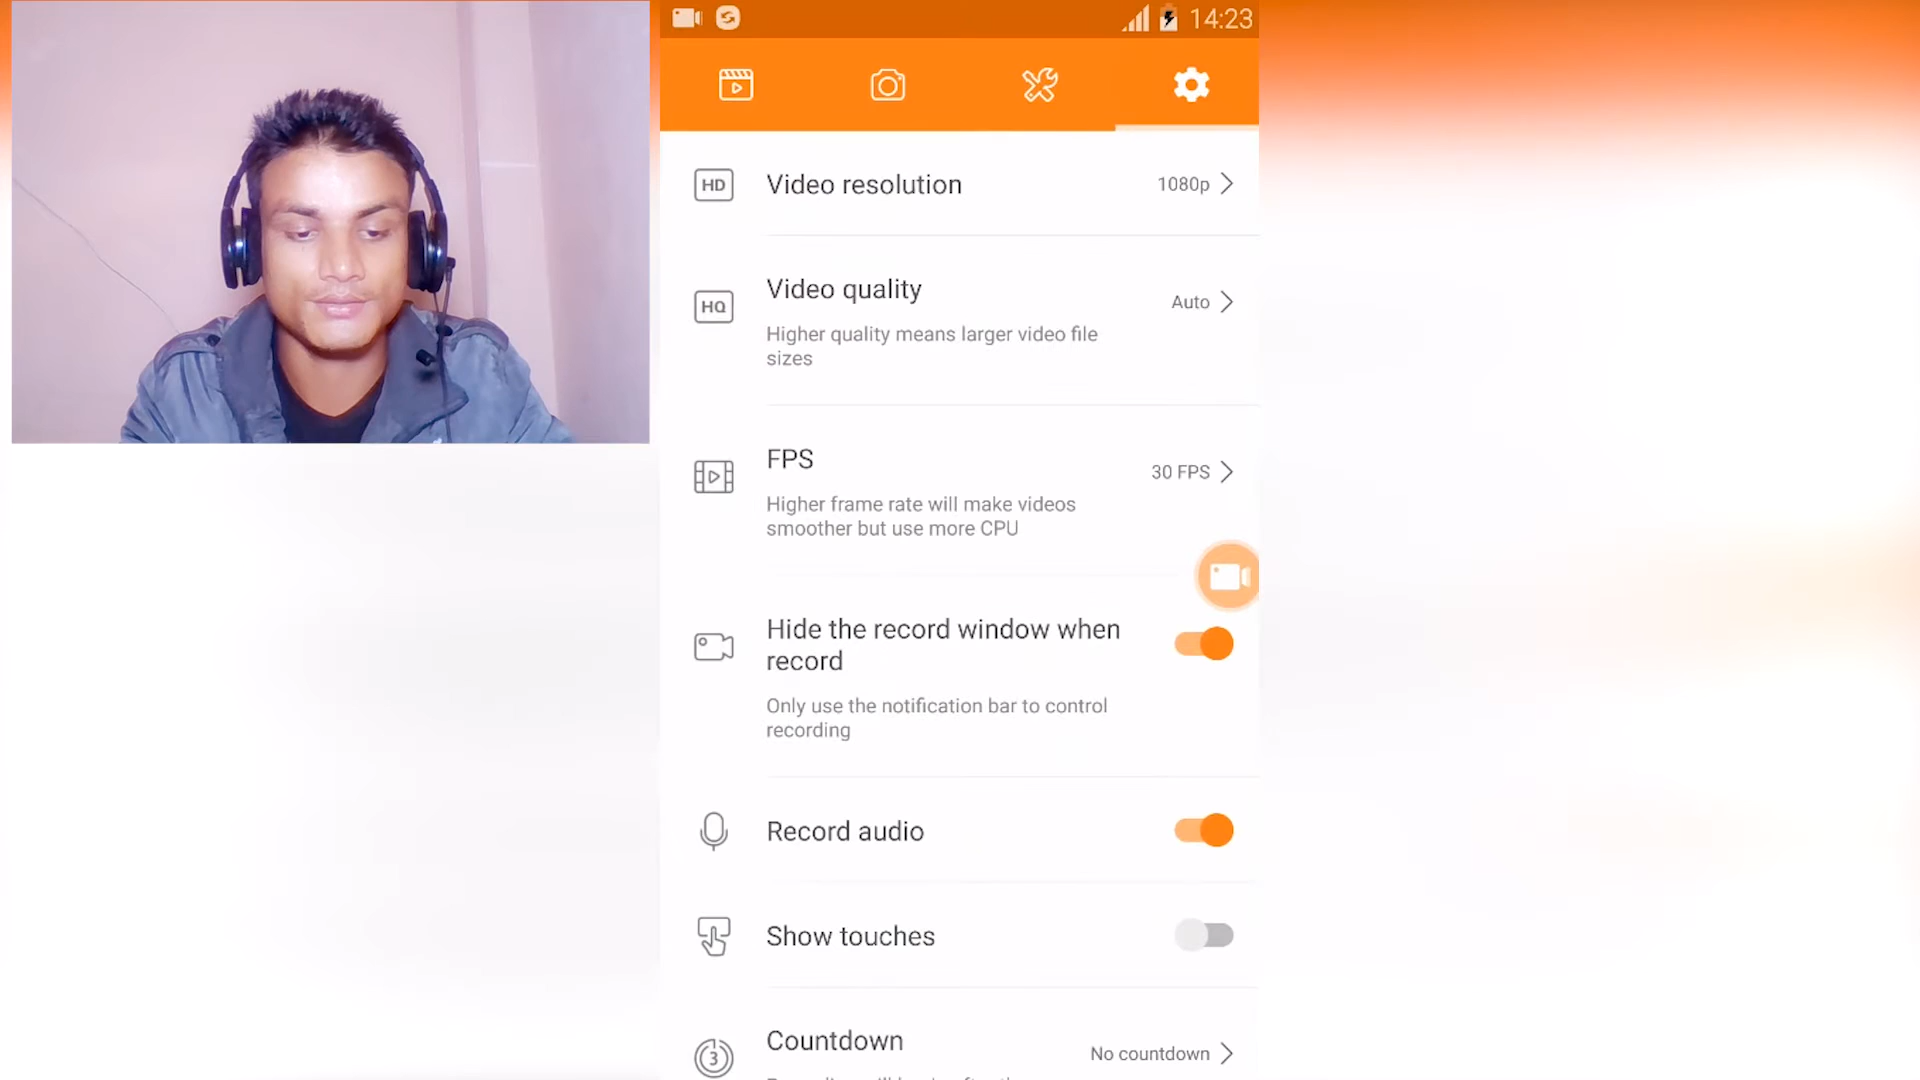 14:23
HD
Video resolution
1080p
HQ
Video quality
Auto
Higher quality means larger video file
sizes
FPS
30 FPS
Higher frame rate will make videos
smoother but use more CPU
Hide the record window when
record
Only use the notification bar to control
recording
Record audio
Show touches
3
Countdown
No countdown